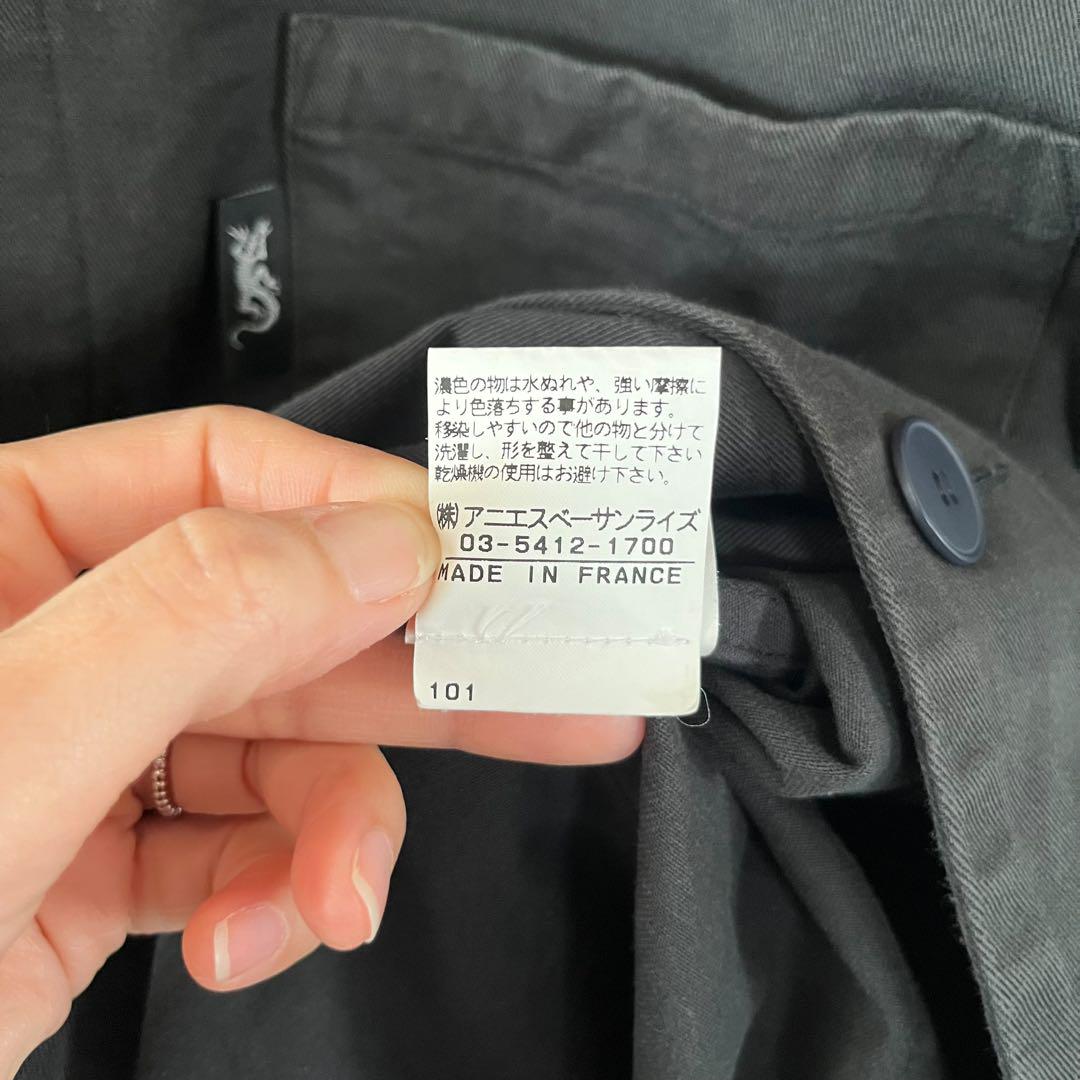 濃色の物は水ぬれや、強い摩擦に
より色落ちする事があります。
移染しやすいので他の物と分けて
洗濯し、形を整えて干して下さい
乾燥機の使用はお避け下さい。
(株)アニエスベーサンライズ
03-5412-1700
MADE IN FRANCE
101